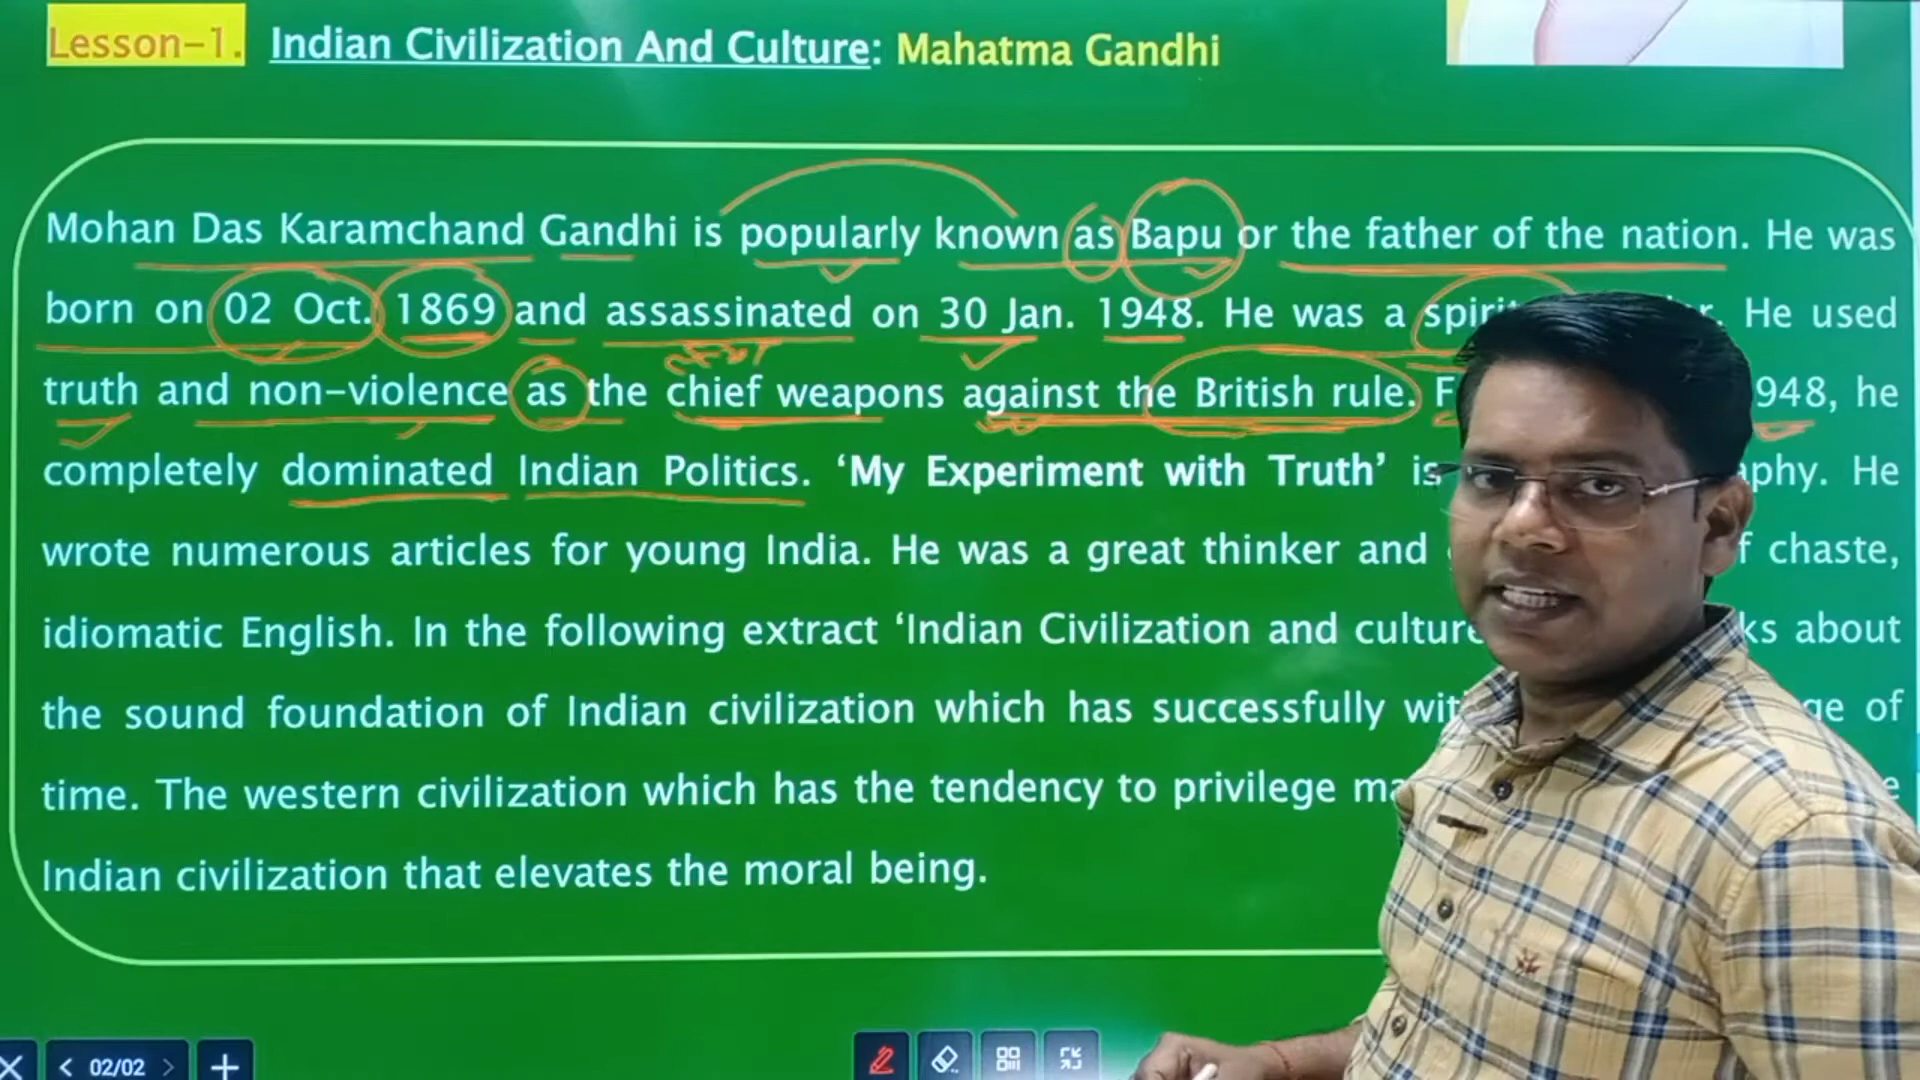 Lesson-1. Indian Civilization And Culture: Mahatma Gandhi
Mohan Das Karamchand Gandhi is popularly known as Bapu or the father of the nation. He was
born on 02 Oct. 1869 and assassinated on 30 Jan. 1948. He was a He used
truth and non-violence as the chief weapons against the British rule. 948, he
completely dominated Indian Politics. ‘My Experiment with Truth’ is He
wrote numerous articles for young India. He was a great thinker and chaste,
idiomatic English. In the following extract ‘Indian Civilization and culture about
the sound foundation of Indian civilization which has successfully of
time. The western civilization which has the tendency to privilege
Indian civilization that elevates the moral being.
02/02